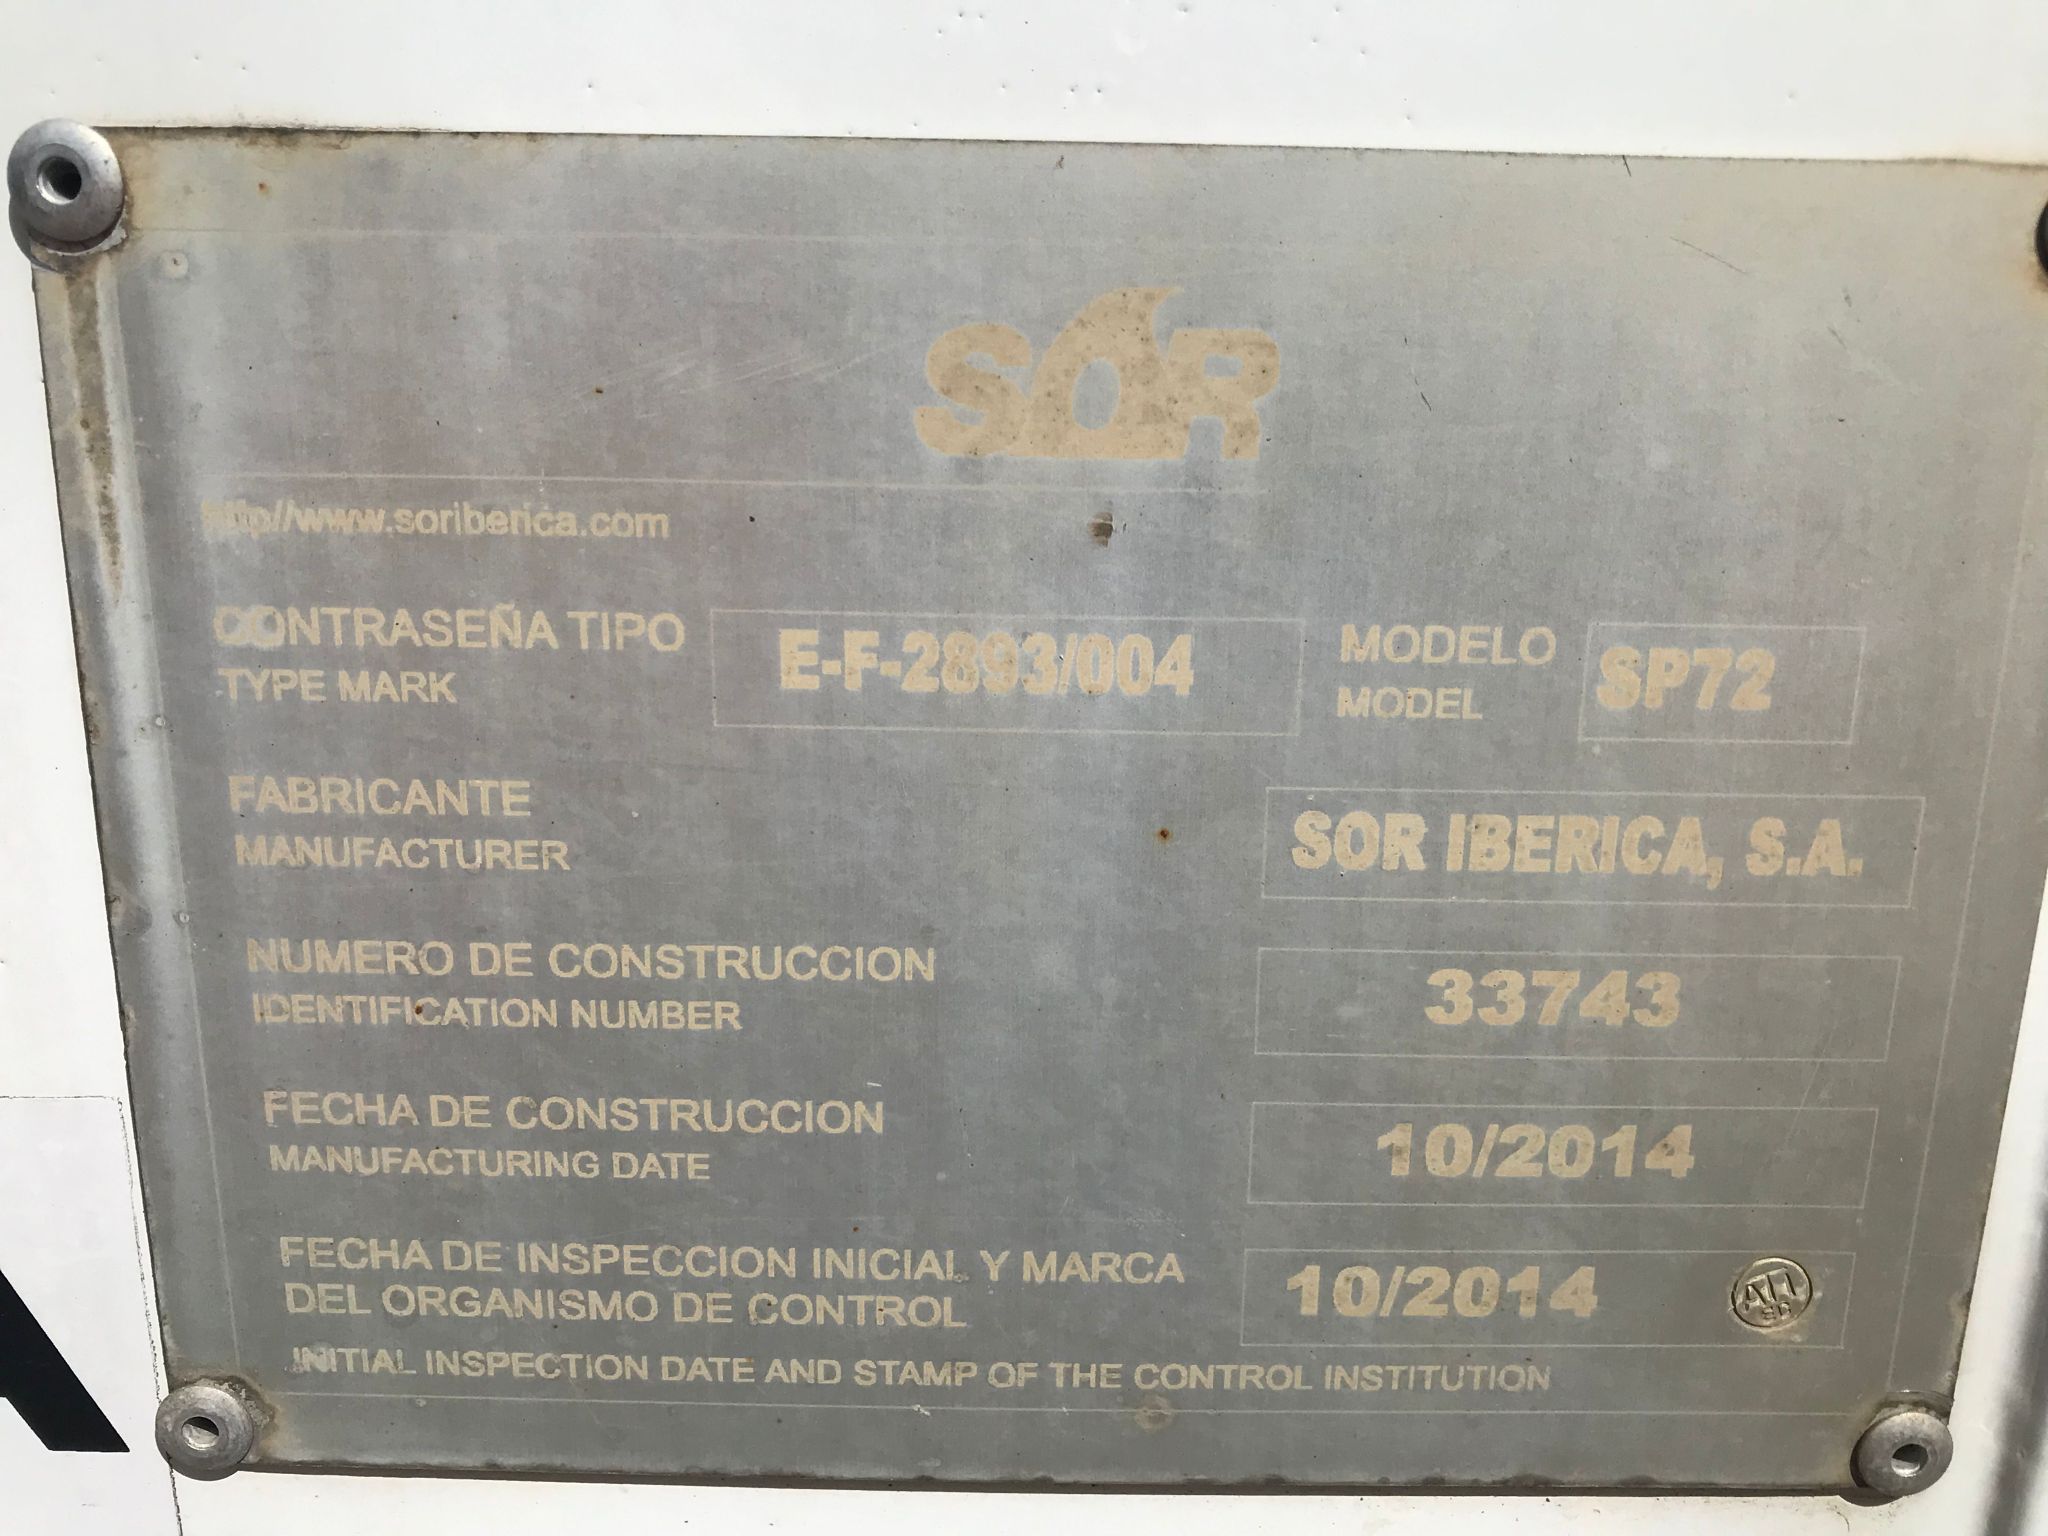 SOR
http//www.soriberica.com
CONTRASEÑA TIPO E-F-2893/004 MODELO SP72
TYPE MARK MODEL
FABRICANTE SOR IBERICA, S.A.
MANUFACTURER
NUMERO DE CONSTRUCCION 33743
IDENTIFICATION NUMBER
FECHA DE CONSTRUCCION 10/2014
MANUFACTURING DATE
FECHA DE INSPECCION INICIAL Y MARCA 10/2014
DEL ORGANISMO DE CONTROL
INITIAL INSPECTION DATE AND STAMP OF THE CONTROL INSTITUTION